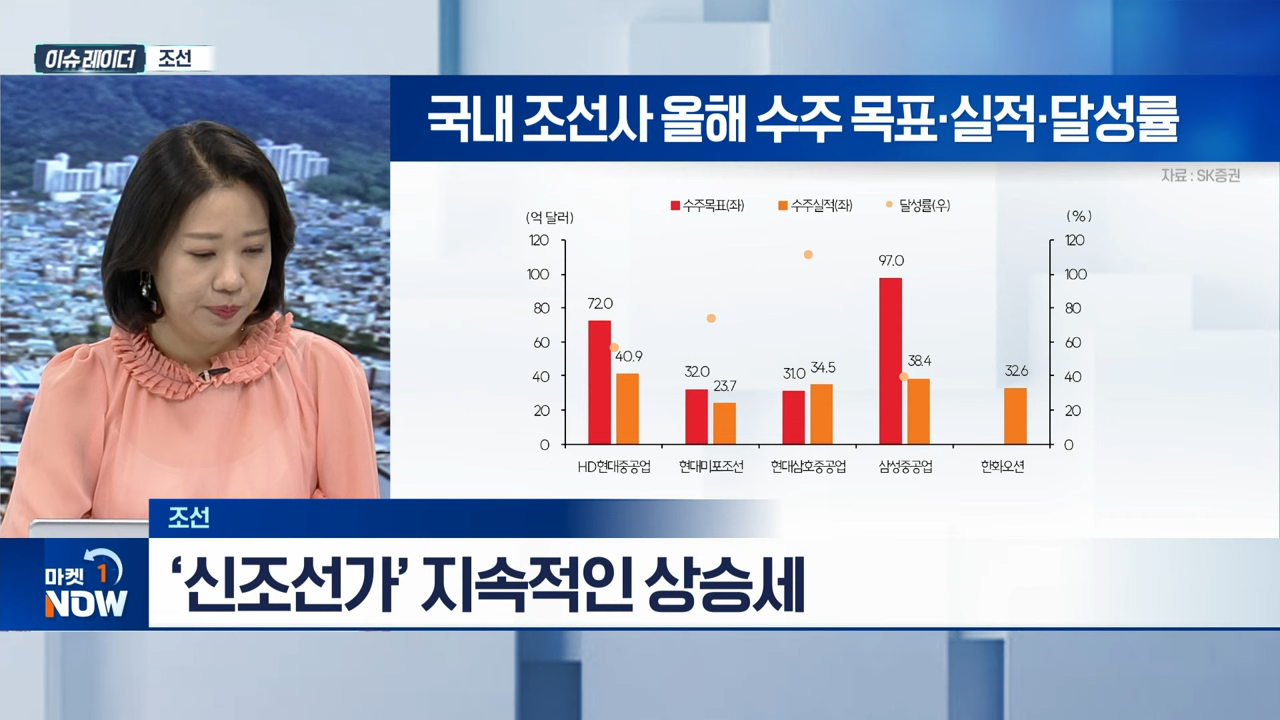 이슈레이더 조선
국내 조선사 올해 수주 목표·실적·달성률
자료 : SK증권
수주목표(좌) 수주실적(좌) 달성률(우)
(억 달러) (%)
120 120
100 100
80 80
60 60
40 40
20 20
0 0
72.0 40.9 32.0 23.7 31.0 34.5 97.0 38.4 32.6
HD현대중공업 현대미포조선 현대삼호중공업 삼성중공업 한화오션
조선
마켓 1
NOW
‘신조선가’ 지속적인 상승세